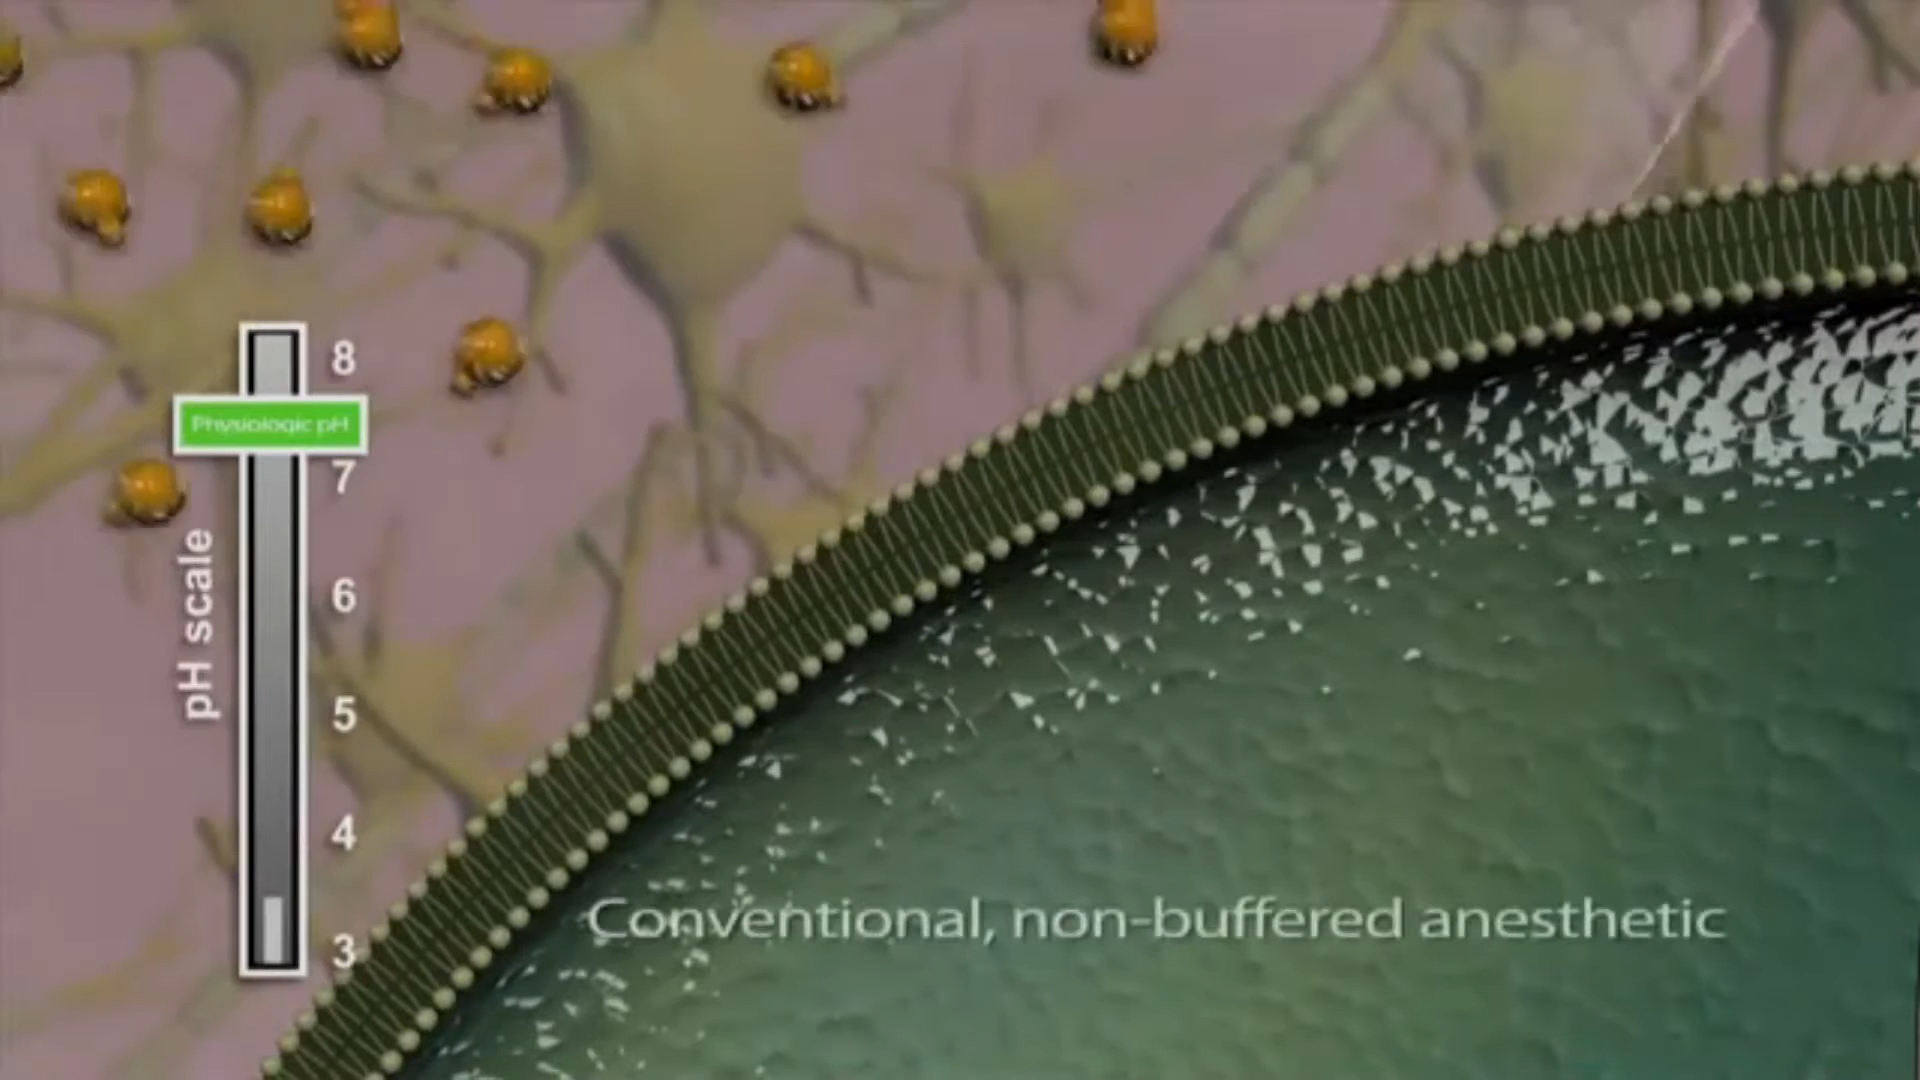 8
Physiologic pH
7
pH scale
6
5
4
3
Conventional, non-buffered anesthetic